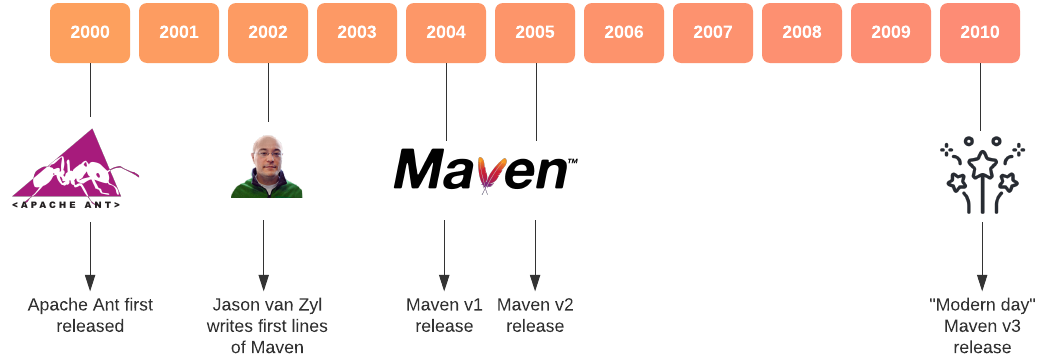 2000 2001 2002 2003 2004 2005 2006 2007 2008 2009 2010
<APACHE ANT>
Maven™
Apache Ant first
released
Jason van Zyl
writes first lines
of Maven
Maven v1
release
Maven v2
release
"Modern day"
Maven v3
release